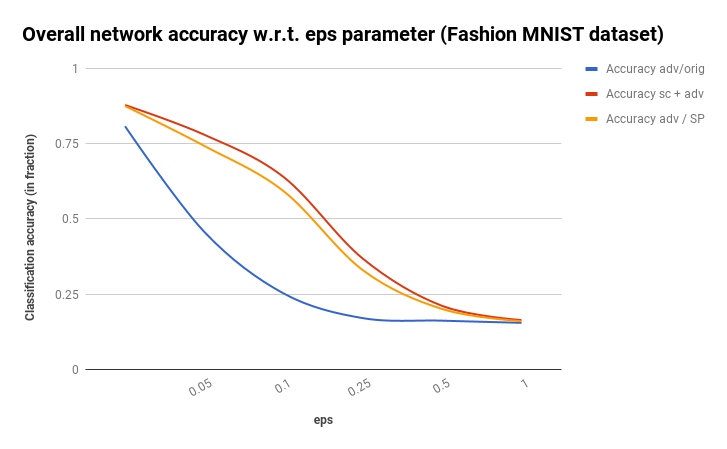 Overall network accuracy w.r.t. eps parameter (Fashion MNIST dataset)
Accuracy adv/orig
Accuracy sc + adv
Accuracy adv / SP
Classification accuracy (in fraction)
1
0.75
0.5
0.25
0
0.05
0.1
0.25
0.5
1
eps